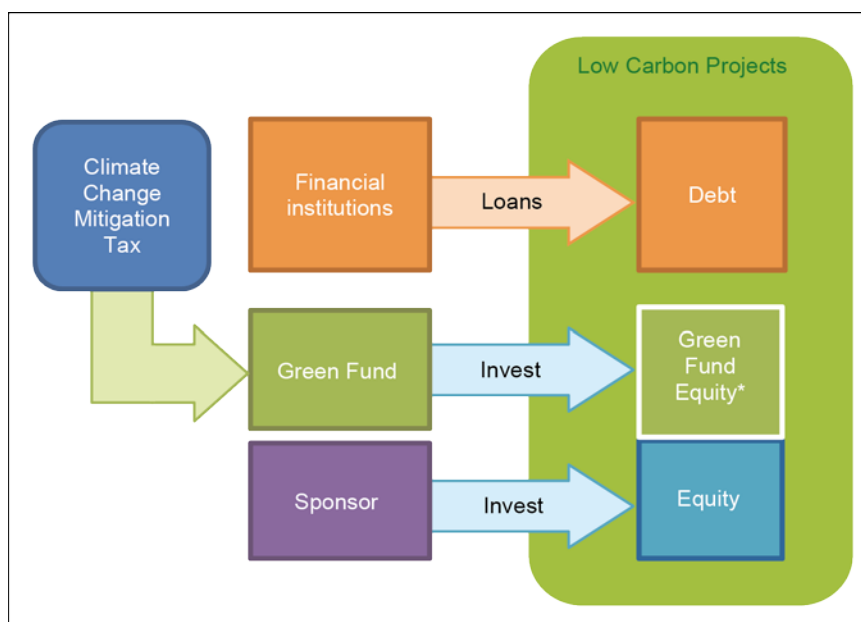 Low Carbon Projects
Climate
Change
Mitigation
Tax
Financial
institutions
Loans
Debt
Green Fund
Invest
Green
Fund
Equity*
Sponsor
Invest
Equity